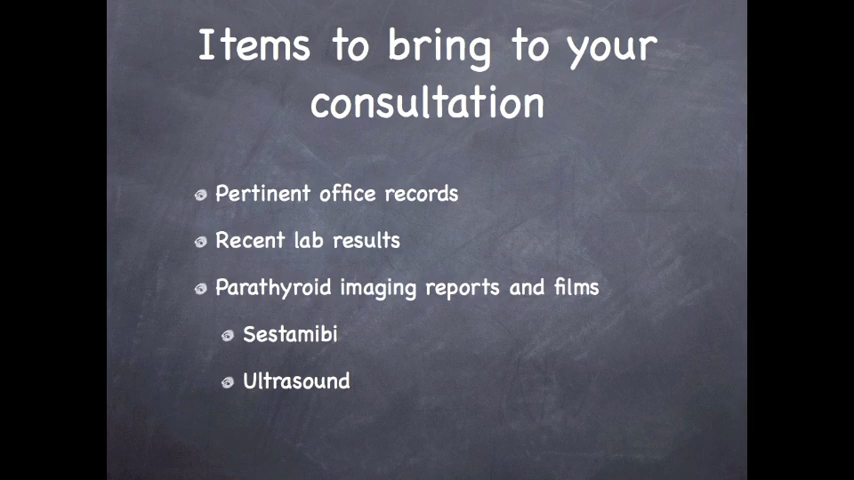 Items to bring to your
consultation
Pertinent office records
Recent lab results
Parathyroid imaging reports and films
Sestamibi
Ultrasound